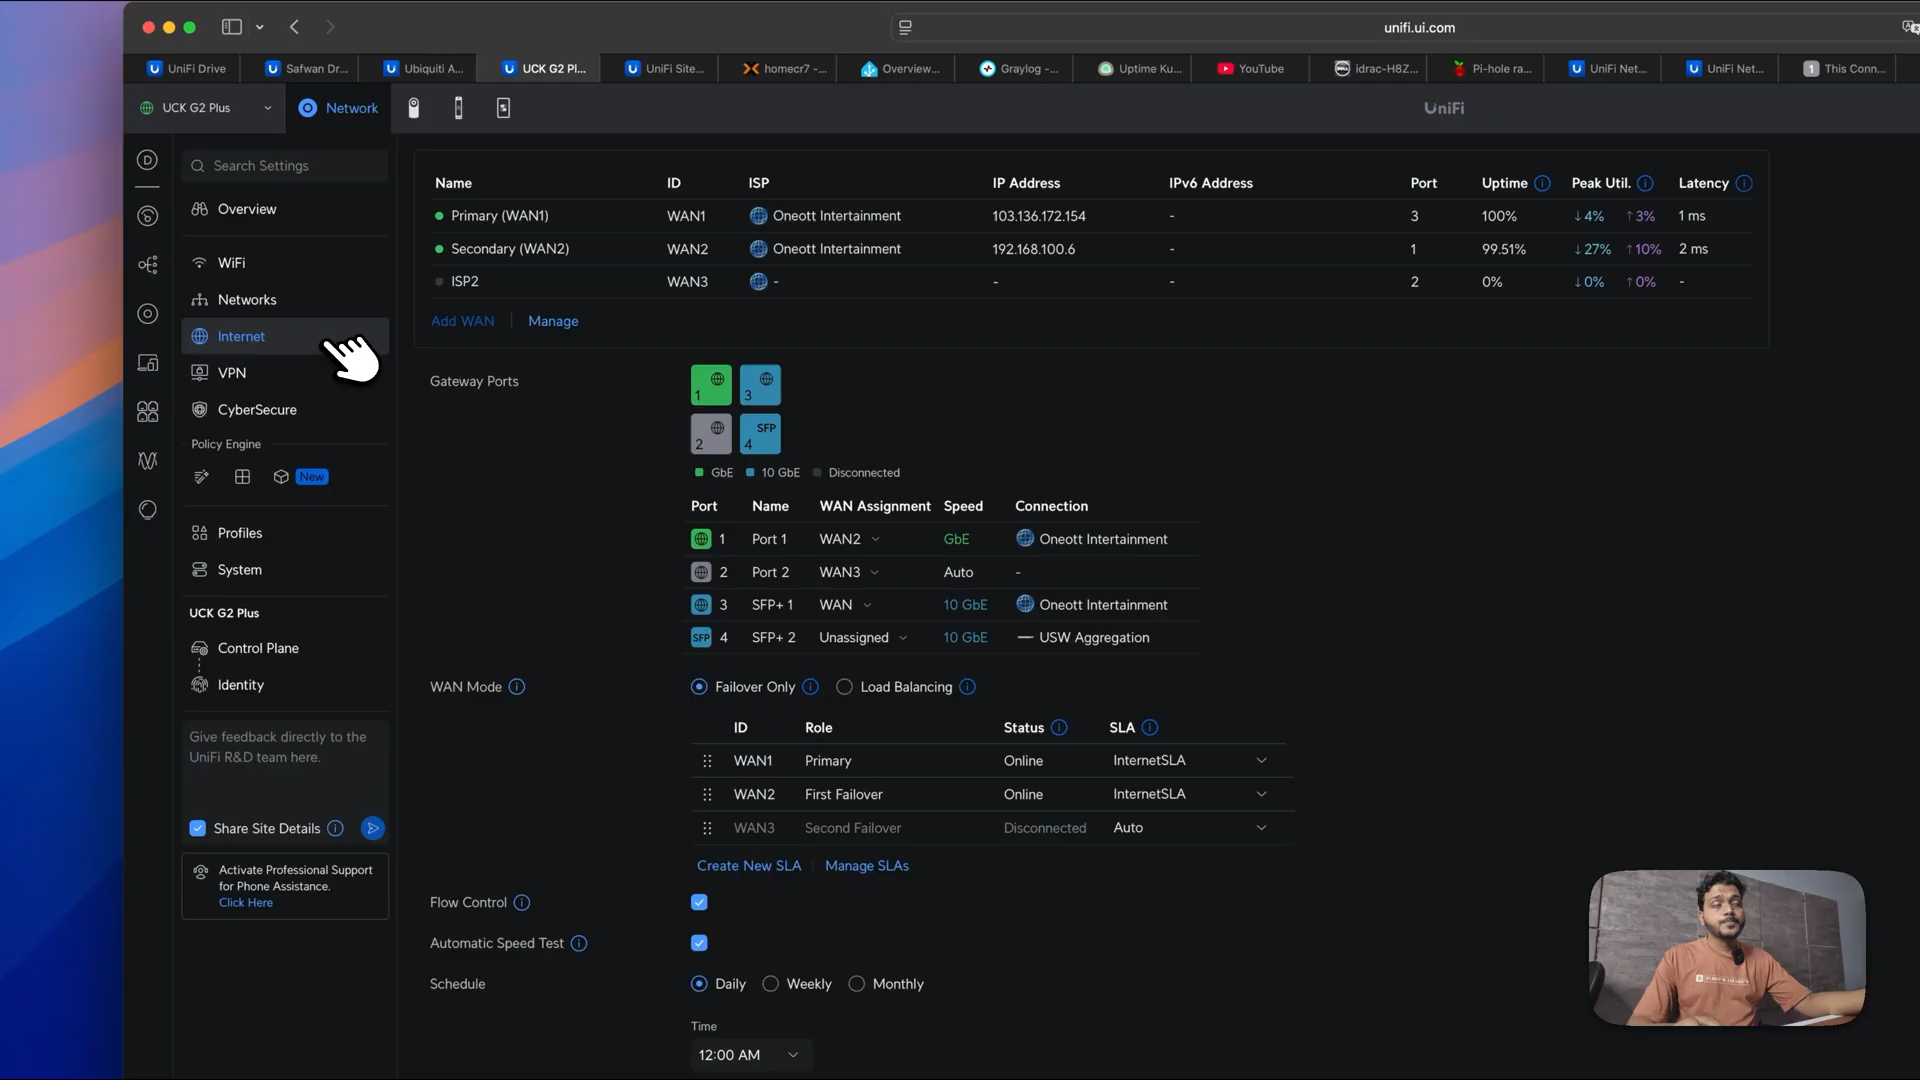 unifi.ui.com
UniFi Drive
Safwan Dr...
Ubiquiti A...
UCK G2 Pl...
UniFi Site...
homecr7 -...
Overview...
Graylog -...
Uptime Ku...
YouTube
idrac-H8Z...
Pi-hole ra...
UniFi Net...
UniFi Net...
1 This Conn...
UCK G2 Plus
Network
UniFi
Search Settings
Overview
WiFi
Networks
Internet
VPN
CyberSecure
Policy Engine
New
Profiles
System
UCK G2 Plus
Control Plane
Identity
Give feedback directly to the
UniFi R&D team here.
Share Site Details
Activate Professional Support
for Phone Assistance.
Click Here
Name ID ISP IP Address IPv6 Address Port Uptime Peak Util. Latency
Primary (WAN1) WAN1 Oneott Intertainment 103.136.172.154 - 3 100% ↓4% ↑3% 1 ms
Secondary (WAN2) WAN2 Oneott Intertainment 192.168.100.6 - 1 99.51% ↓27% ↑10% 2 ms
ISP2 WAN3 - - - 2 0% ↓0% ↑0% -
Add WAN Manage
Gateway Ports
1 3
2 SFP 4
GbE 10 GbE Disconnected
Port Name WAN Assignment Speed Connection
1 Port 1 WAN2 GbE Oneott Intertainment
2 Port 2 WAN3 Auto -
3 SFP+ 1 WAN 10 GbE Oneott Intertainment
SFP 4 SFP+ 2 Unassigned 10 GbE USW Aggregation
WAN Mode Failover Only Load Balancing
ID Role Status SLA
WAN1 Primary Online InternetSLA
WAN2 First Failover Online InternetSLA
WAN3 Second Failover Disconnected Auto
Create New SLA Manage SLAs
Flow Control
Automatic Speed Test
Schedule Daily Weekly Monthly
Time
12:00 AM